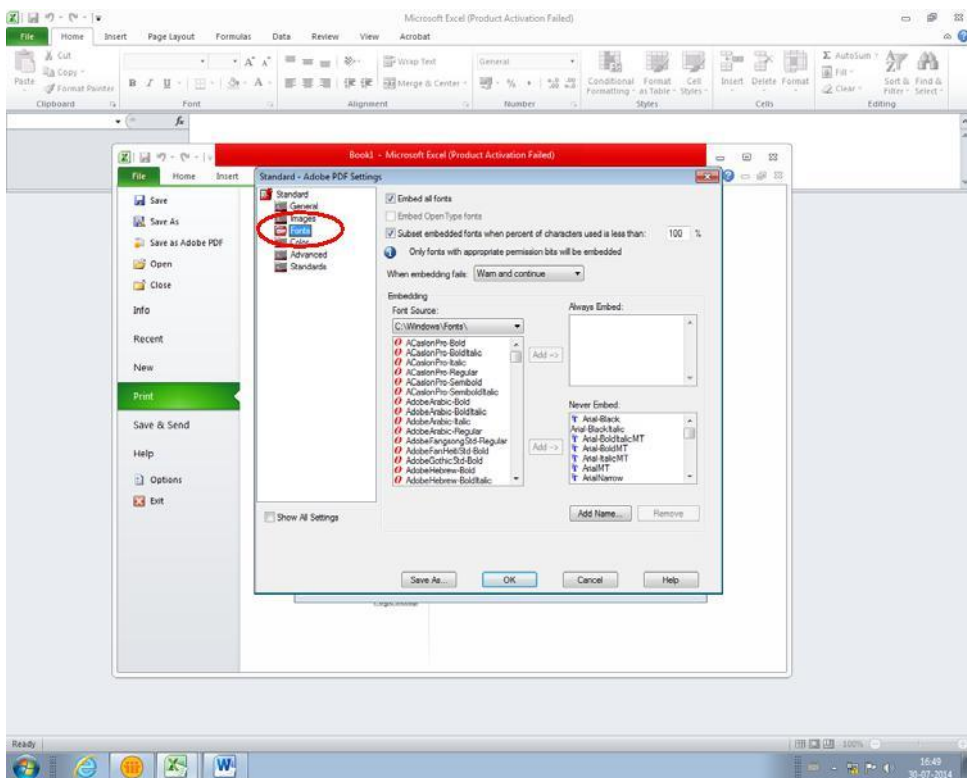 Microsoft Excel (Product Activation Failed)
File Home Insert Page Layout Formulas Data Review View Acrobat
Cut
Copy
Format Painter
Paste
Clipboard
B I U A A A
Font
Wrap Text
Merge & Center
Alignment
General
%
Number
Conditional Formatting
Format as Table
Cell Styles
Styles
Insert Delete Format
Cells
Σ AutoSum
Fill
Clear
Sort & Filter
Find & Select
Editing
fx
Book1 - Microsoft Excel (Product Activation Failed)
File Home Insert
Save
Save As
Save as Adobe PDF
Open
Close
Info
Recent
New
Print
Save & Send
Help
Options
Exit
Standard - Adobe PDF Settings
Standard
General
Images
Fonts
Color
Advanced
Standards
Show All Settings
Embed all fonts
Embed OpenType fonts
Subset embedded fonts when percent of characters used is less than: 100 %
Only fonts with appropriate permission bits will be embedded
When embedding fails: Warn and continue
Embedding
Font Source:
C:\Windows\Fonts\
ACaslonPro-Bold
ACaslonPro-BoldItalic
ACaslonPro-Italic
ACaslonPro-Regular
ACaslonPro-Semibold
ACaslonPro-SemiboldItalic
AdobeArabic-Bold
AdobeArabic-BoldItalic
AdobeArabic-Italic
AdobeArabic-Regular
AdobeFangsongStd-Regular
AdobeFanHeitiStd-Bold
AdobeGothicStd-Bold
AdobeHebrew-Bold
AdobeHebrew-BoldItalic
Add ->
Add ->
Always Embed:
Never Embed:
Arial-Black
Arial-BlackItalic
Arial-BoldItalicMT
Arial-BoldMT
Arial-ItalicMT
ArialMT
ArialNarrow
Add Name... Remove
Save As... OK Cancel Help
Page Setup
Ready
100%
16:49
30-07-2014